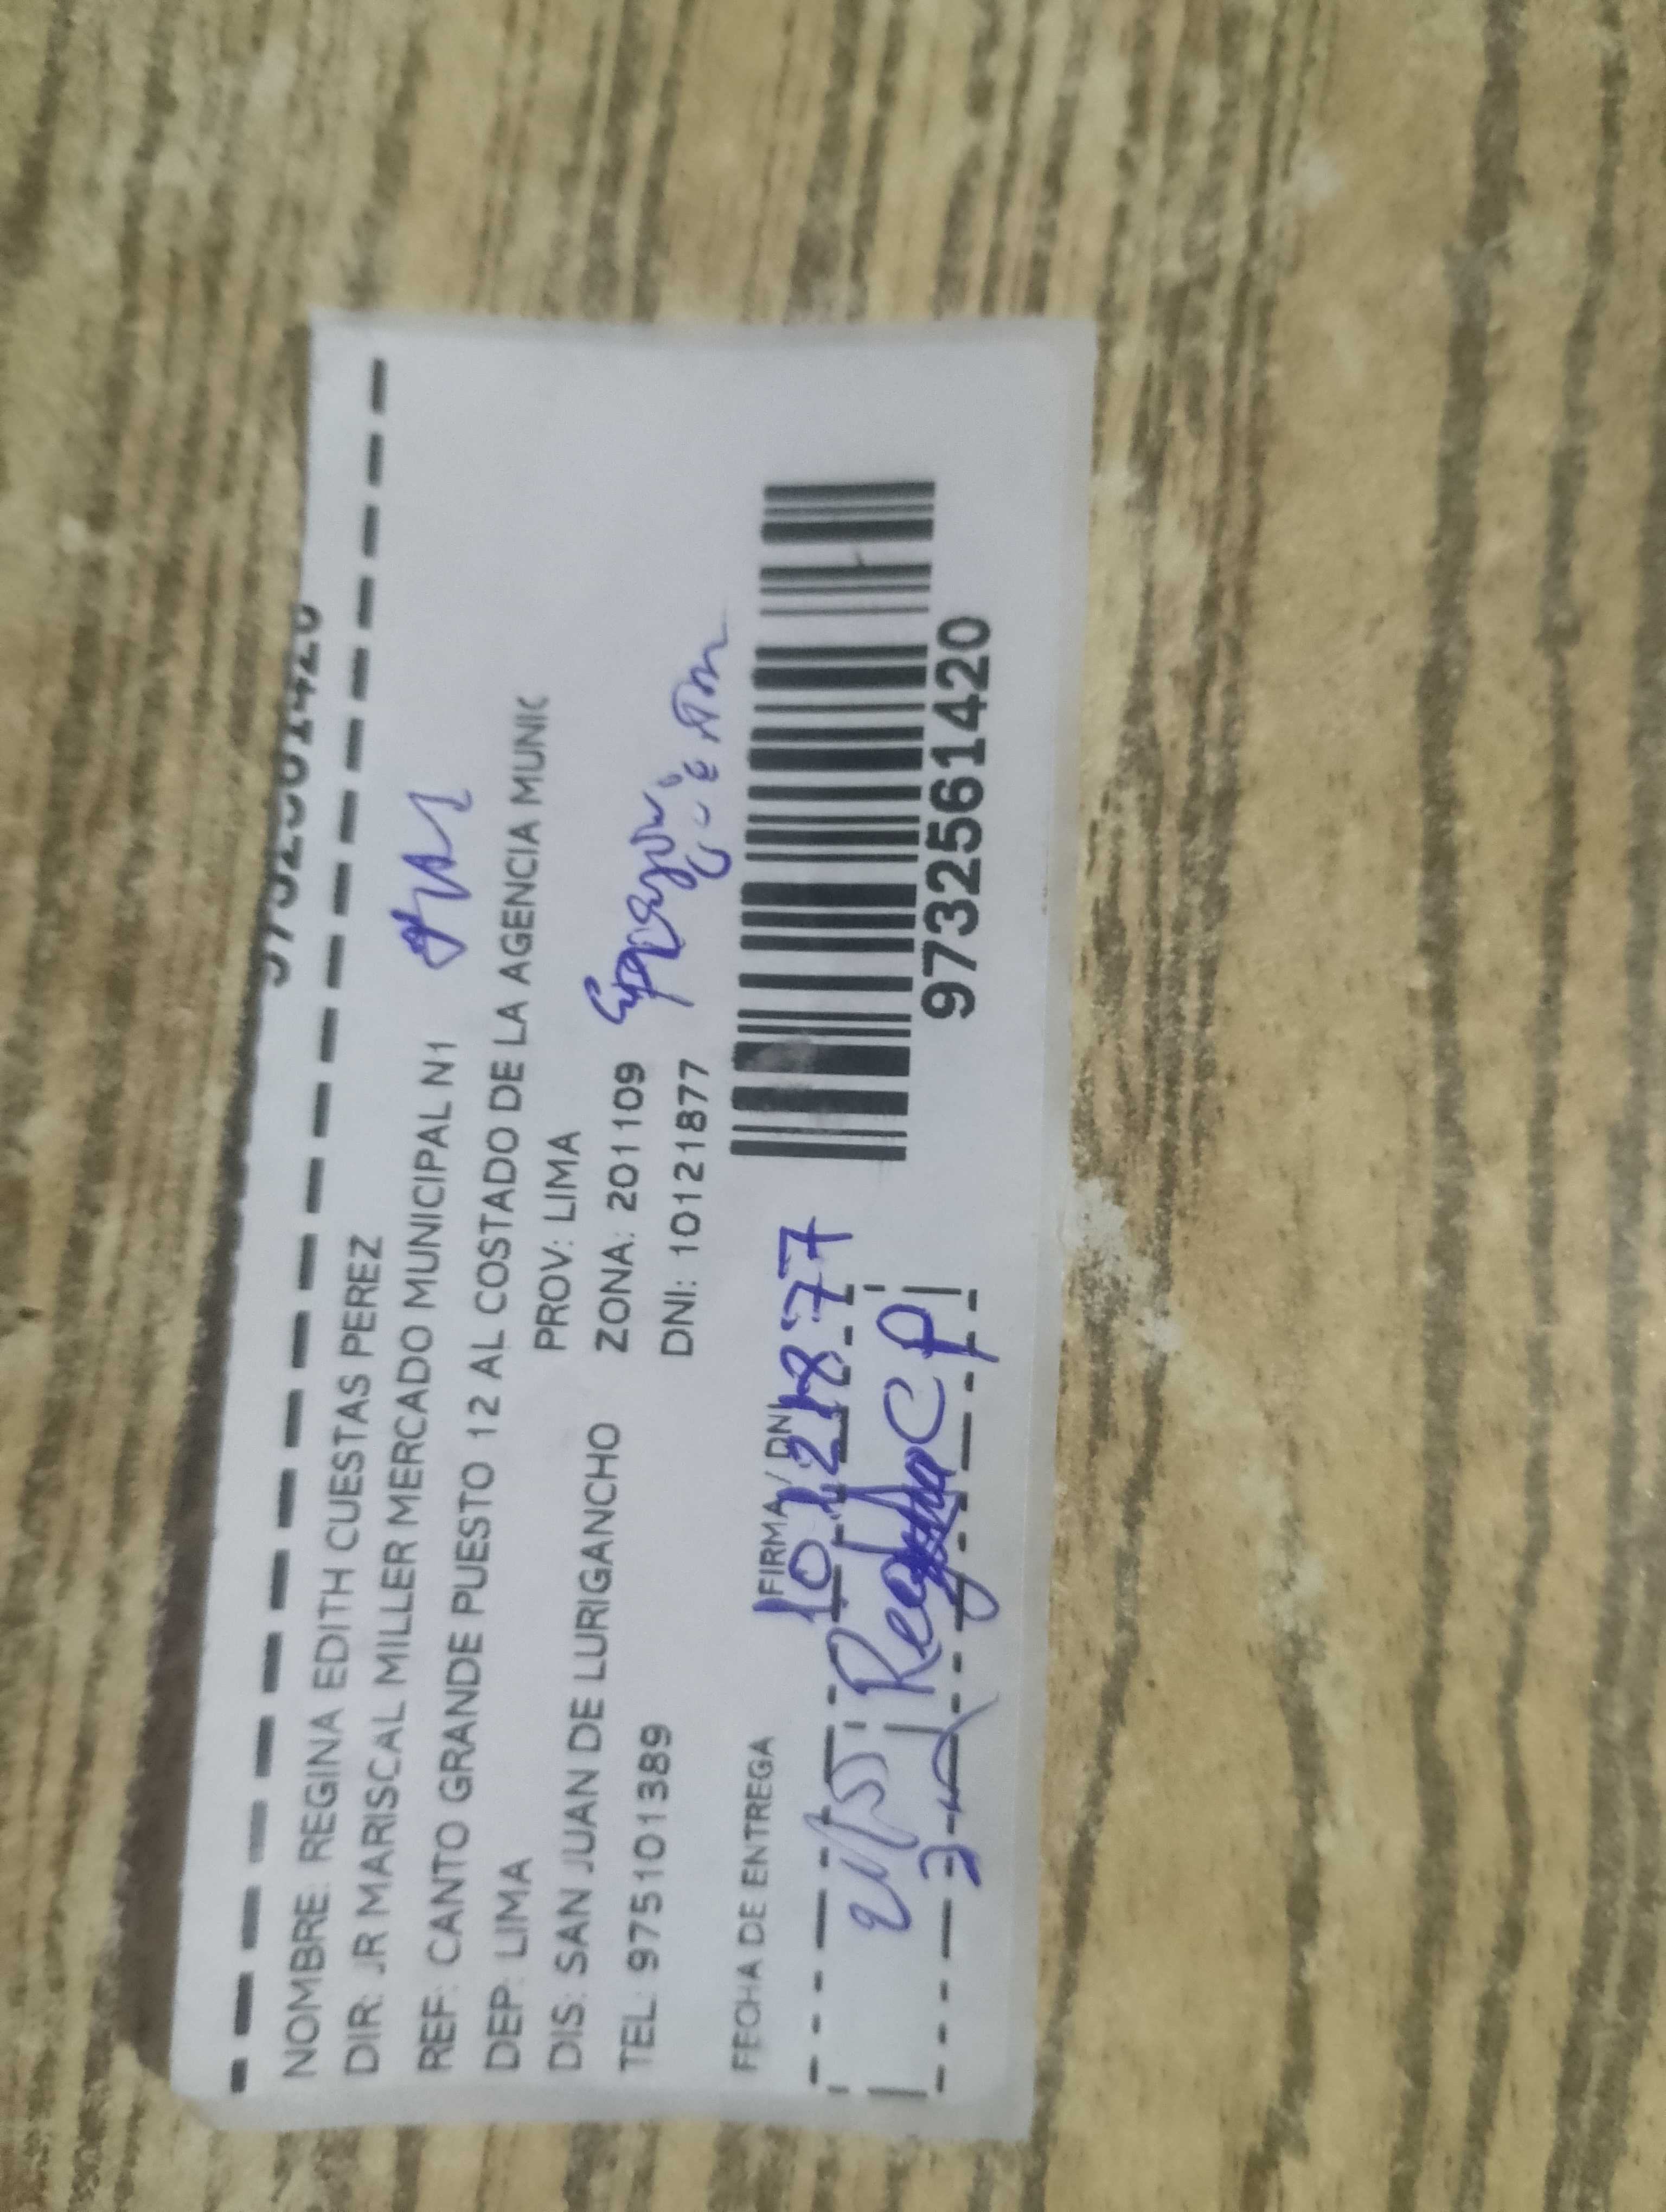 NOMBRE: REGINA EDITH CUESTAS PEREZ
DIR: JR MARISCAL MILLER MERCADO MUNICIPAL N1
REF: CANTO GRANDE PUESTO 12 AL COSTADO DE LA AGENCIA MUNIC
DEP: LIMA PROV: LIMA
DIS: SAN JUAN DE LURIGANCHO ZONA: 2011109
TEL: 975101389 DNI: 10121877
FECHA DE ENTREGA FIRMA/ DNI
10121877
C P
9732561420